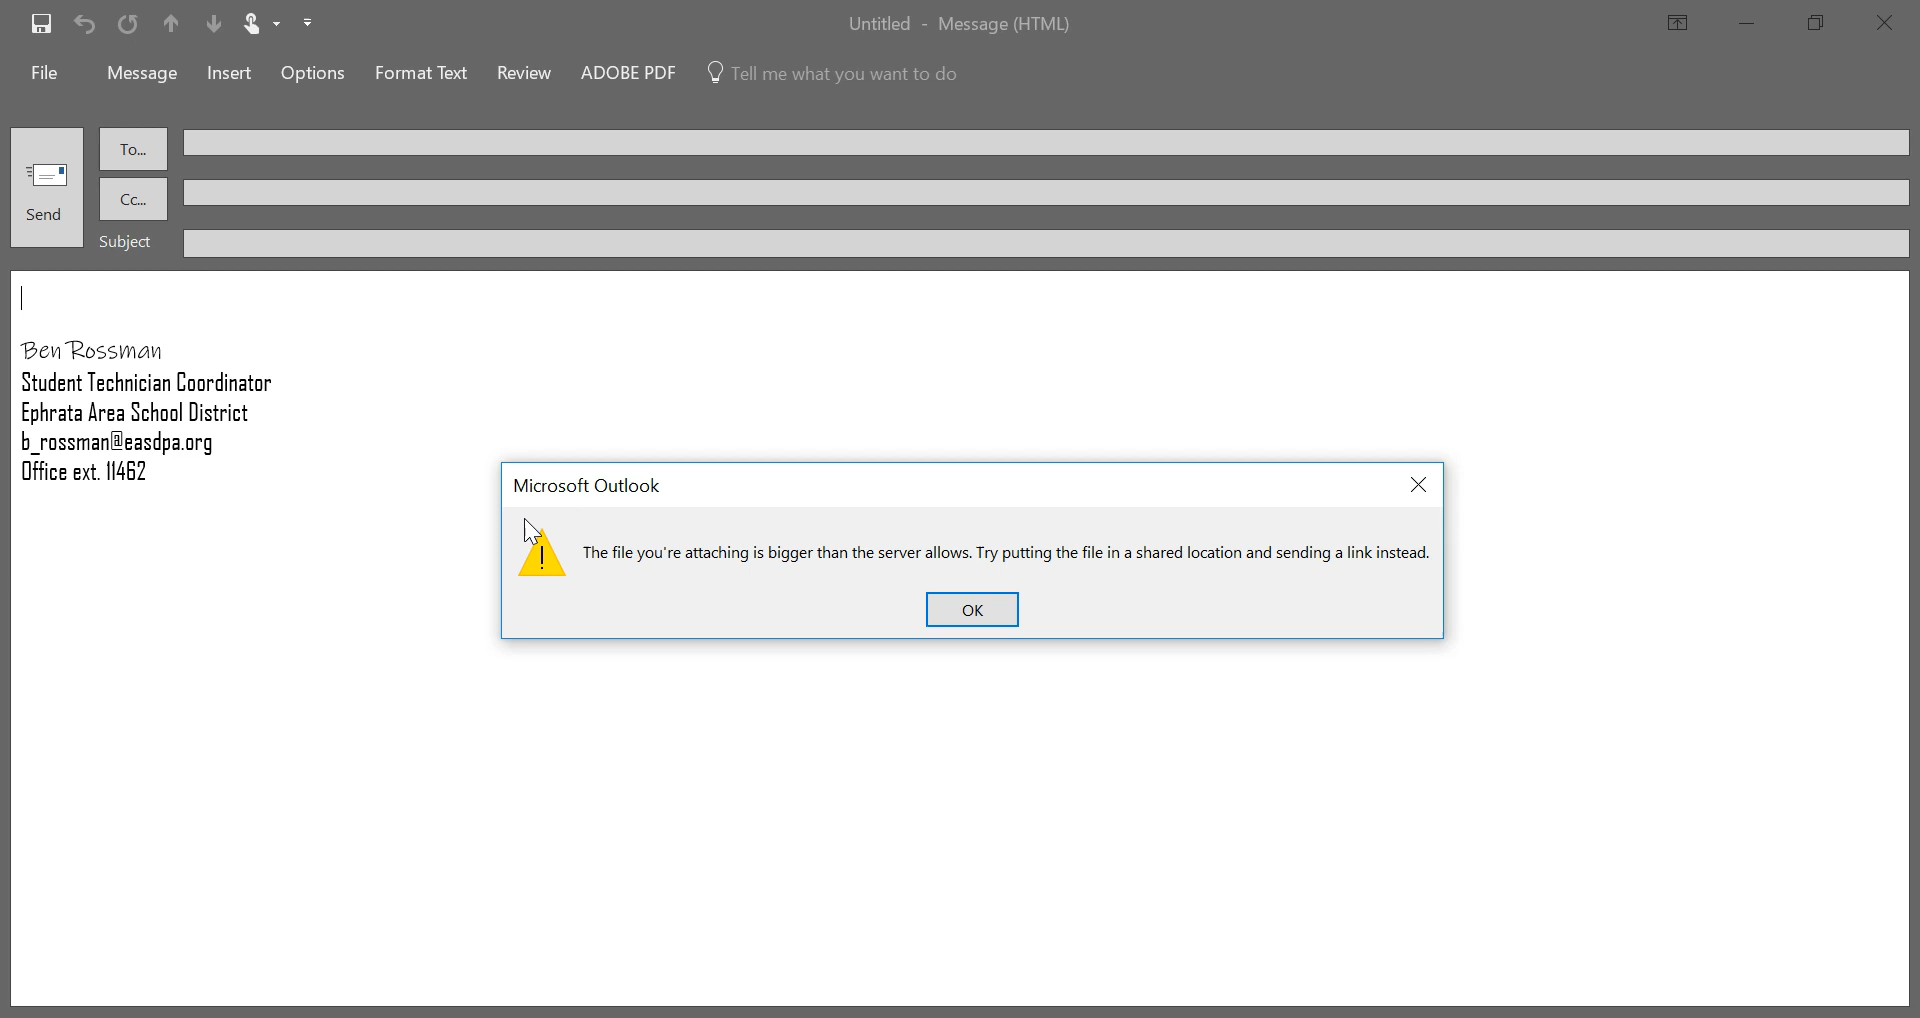 Untitled - Message (HTML)
File Message Insert Options Format Text Review ADOBE PDF Tell me what you want to do
Send
To...
Cc...
Subject
Ben Rossman
Student Technician Coordinator
Ephrata Area School District
b_rossman@easdpa.org
Office ext. 11462
Microsoft Outlook
The file you're attaching is bigger than the server allows. Try putting the file in a shared location and sending a link instead.
OK